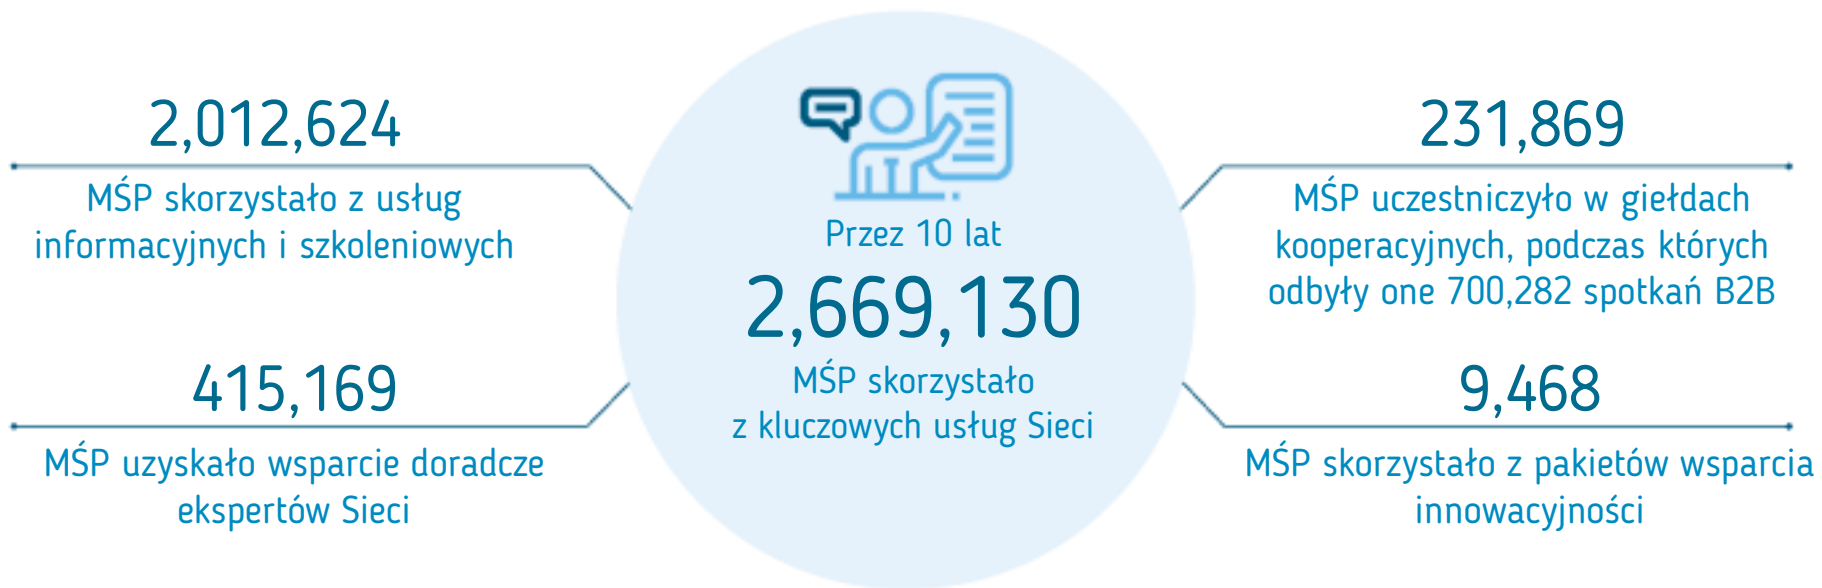 2,012,624
MŚP skorzystało z usług
informacyjnych i szkoleniowych
415,169
MŚP uzyskało wsparcie doradcze
ekspertów Sieci
Przez 10 lat
2,669,130
MŚP skorzystało
z kluczowych usług Sieci
231,869
MŚP uczestniczyło w giełdach
kooperacyjnych, podczas których
odbyły one 700,282 spotkań B2B
9,468
MŚP skorzystało z pakietów wsparcia
innowacyjności